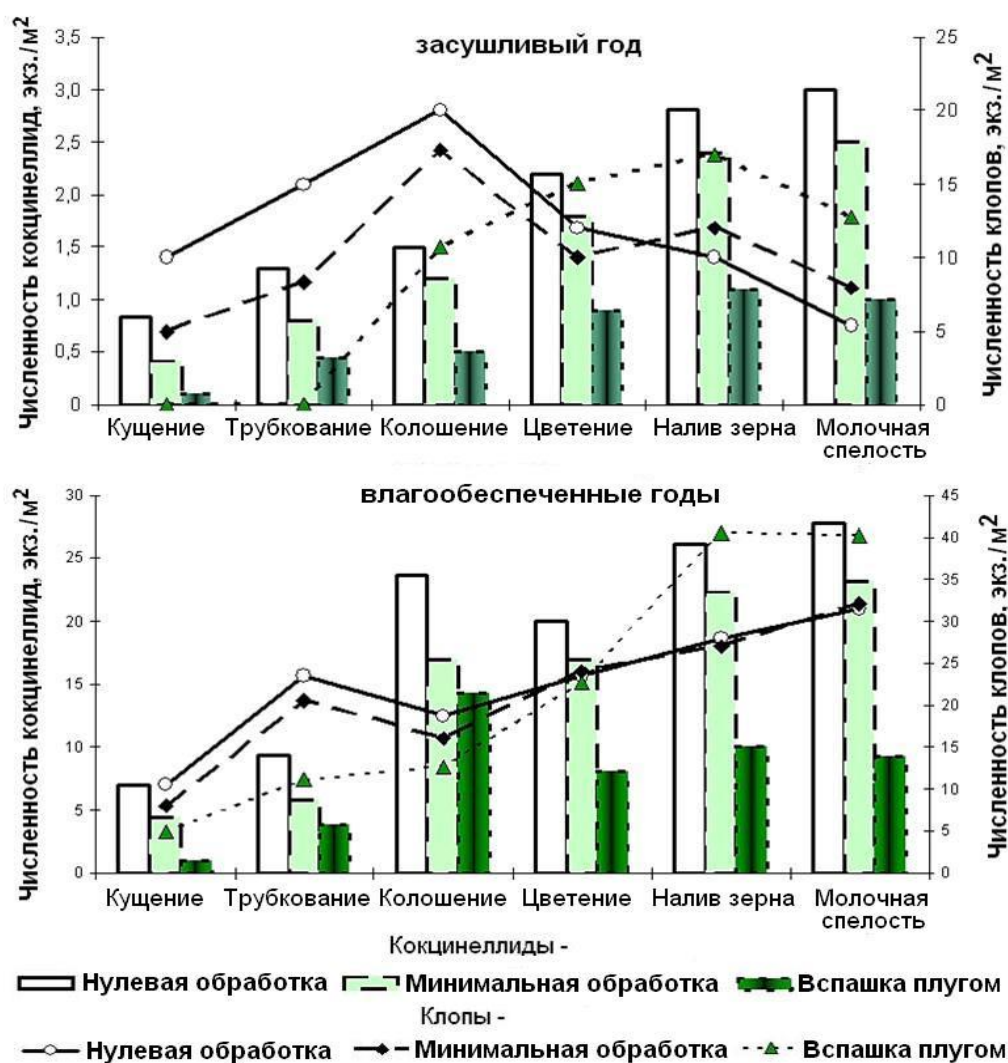 засушливый год
Численность кокцинеллид, экз./м²
3,5
3,0
2,5
2,0
1,5
1,0
0,5
0
25
20
15
10
5
0
Численность клопов, экз./м²
Кущение Трубкование Колошение Цветение Налив зерна Молочная
спелость
влагообеспеченные годы
Численность кокцинеллид, экз./м²
30
25
20
15
10
5
0
45
40
35
30
25
20
15
10
5
0
Численность клопов, экз./м²
Кущение Трубкование Колошение Цветение Налив зерна Молочная
спелость
Кокцинеллиды -
Нулевая обработка Минимальная обработка Вспашка плугом
Клопы -
Нулевая обработка Минимальная обработка Вспашка плугом